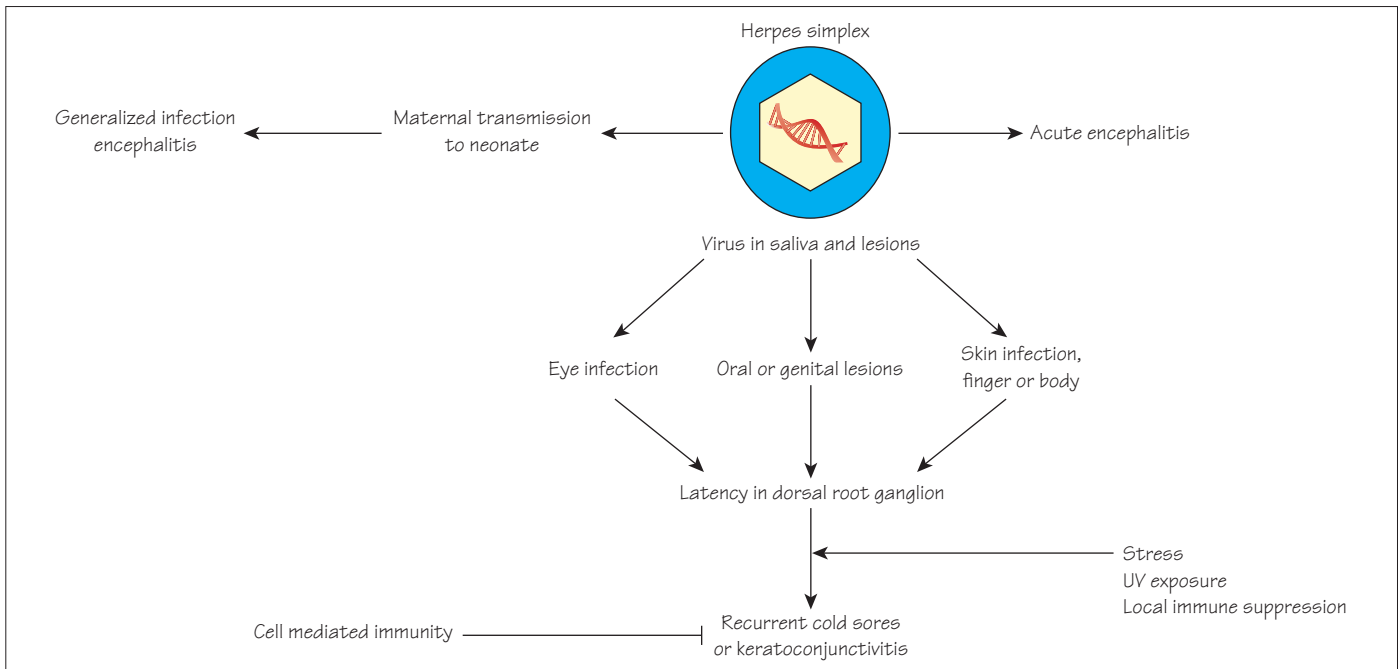 Herpes simplex
Generalized infection
encephalitis
Maternal transmission
to neonate
Acute encephalitis
Virus in saliva and lesions
Eye infection
Oral or genital lesions
Skin infection,
finger or body
Latency in dorsal root ganglion
Stress
UV exposure
Local immune suppression
Cell mediated immunity
Recurrent cold sores
or keratoconjunctivitis